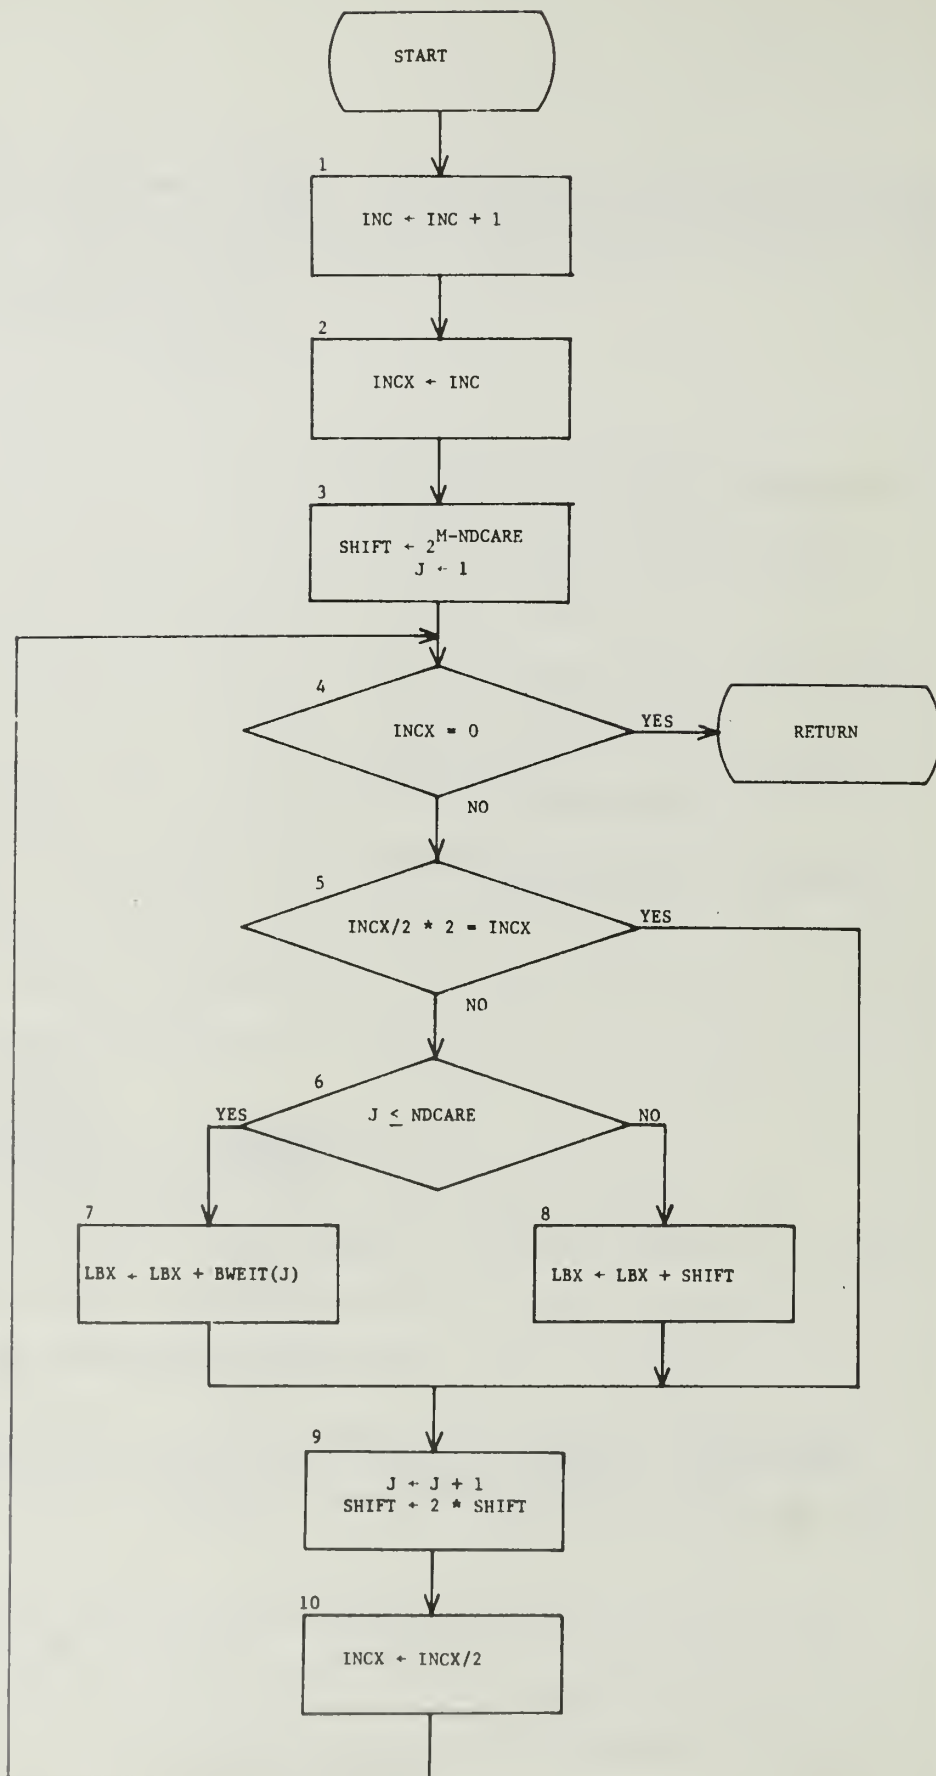 START
1
INC ← INC + 1
2
INCX ← INC
3
SHIFT ← 2^M-NDCARE
J ← 1
4
INCX = 0
YES
RETURN
NO
5
INCX/2 * 2 = INCX
YES
NO
6
J ≤ NDCARE
YES
NO
7
LBX ← LBX + BWEIT(J)
8
LBX ← LBX + SHIFT
9
J ← J + 1
SHIFT ← 2 * SHIFT
10
INCX ← INCX/2